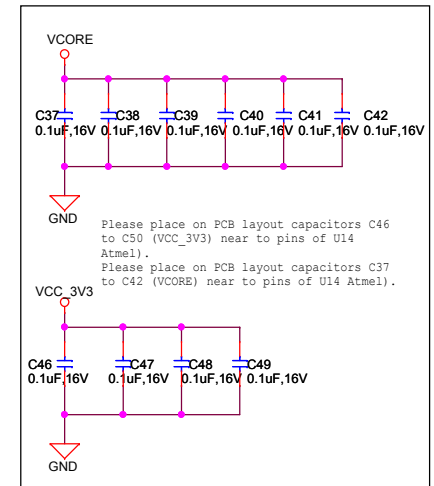 VCORE
C37 C38 C39 C40 C41 C42
0.1uF,16V 0.1uF,16V 0.1uF,16V 0.1uF,16V 0.1uF,16V 0.1uF,16V
GND
Please place on PCB layout capacitors C46
to C50 (VCC_3V3) near to pins of U14
Atmel).
Please place on PCB layout capacitors C37
to C42 (VCORE) near to pins of U14 Atmel).
VCC_3V3
C46 C47 C48 C49
0.1uF,16V 0.1uF,16V 0.1uF,16V 0.1uF,16V
GND